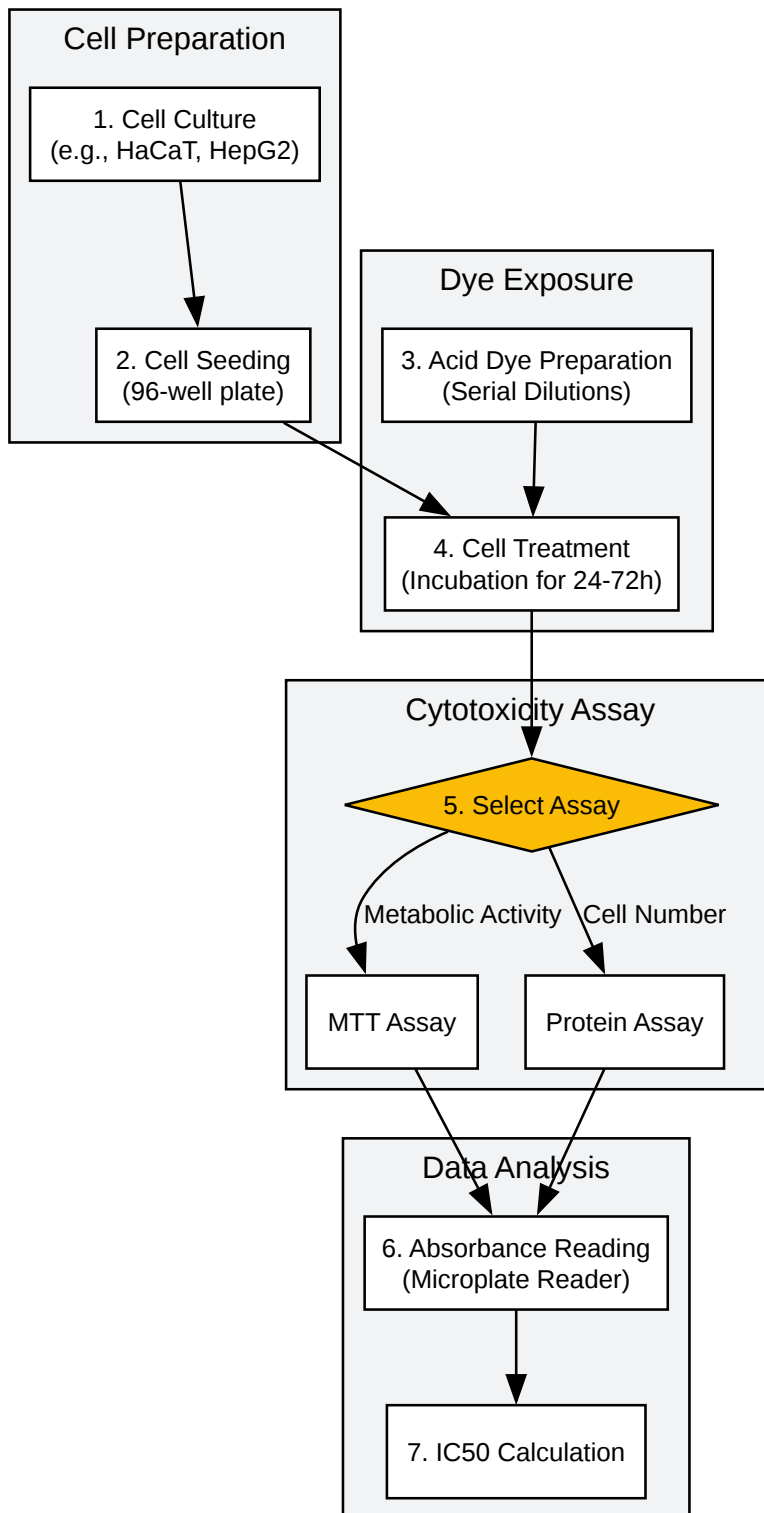 Cell Preparation
1. Cell Culture
(e.g., HaCaT, HepG2)
2. Cell Seeding
(96-well plate)
Dye Exposure
3. Acid Dye Preparation
(Serial Dilutions)
4. Cell Treatment
(Incubation for 24-72h)
Cytotoxicity Assay
5. Select Assay
Metabolic Activity
Cell Number
MTT Assay
Protein Assay
Data Analysis
6. Absorbance Reading
(Microplate Reader)
7. IC50 Calculation